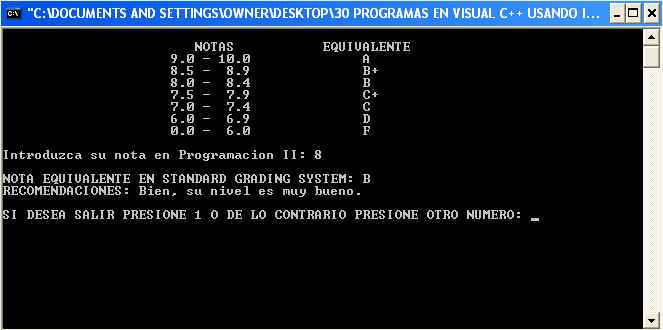 "C:\DOCUMENTS AND SETTINGS\OWNER\DESKTOP\30 PROGRAMAS EN VISUAL C++ USANDO I...
NOTAS EQUIVALENTE
9.0 - 10.0 A
8.5 - 8.9 B+
8.0 - 8.4 B
7.5 - 7.9 C+
7.0 - 7.4 C
6.0 - 6.9 D
0.0 - 6.0 F
Introduzca su nota en Programacion II: 8
NOTA EQUIVALENTE EN STANDARD GRADING SYSTEM: B
RECOMENDACIONES: Bien, su nivel es muy bueno.
SI DESEA SALIR PRESIONE 1 O DE LO CONTRARIO PRESIONE OTRO NUMERO: _